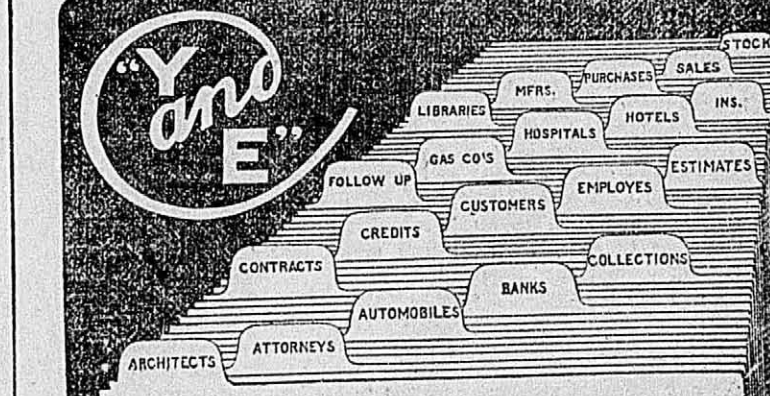 "Y
and
E"
STOCK
SALES
PURCHASES
MFRS.
LIBRARIES
INS.
HOTELS
HOSPITALS
GAS CO'S
FOLLOW UP
ESTIMATES
EMPLOYES
CUSTOMERS
CREDITS
CONTRACTS
COLLECTIONS
BANKS
AUTOMOBILES
ATTORNEYS
ARCHITECTS